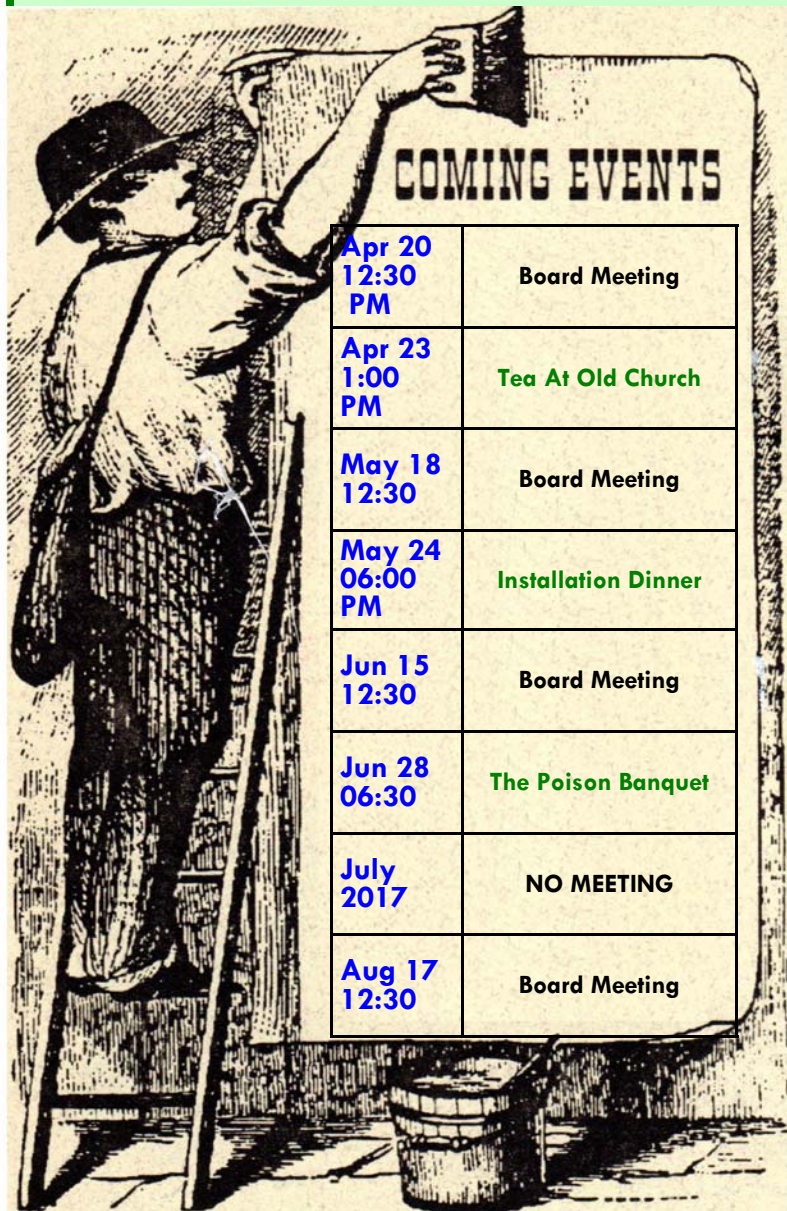 COMING EVENTS
Apr 20
12:30
PM
Board Meeting
Apr 23
1:00
PM
Tea At Old Church
May 18
12:30
Board Meeting
May 24
06:00
PM
Installation Dinner
Jun 15
12:30
Board Meeting
Jun 28
06:30
The Poison Banquet
July
2017
NO MEETING
Aug 17
12:30
Board Meeting